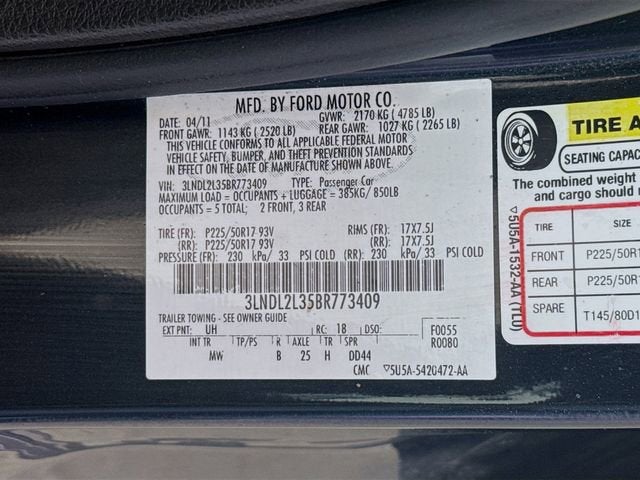 MFD. BY FORD MOTOR CO.
DATE: 04/11 GVWR: 2170 KG ( 4785 LB)
FRONT GAWR: 1143 KG ( 2520 LB) REAR GAWR: 1027 KG ( 2265 LB)
THIS VEHICLE CONFORMS TO ALL APPLICABLE FEDERAL MOTOR
VEHICLE SAFETY, BUMPER, AND THEFT PREVENTION STANDARDS
IN EFFECT ON THE DATE OF MANUFACTURE SHOWN ABOVE.
VIN: 3LNDL2L35BR773409 TYPE: Passenger Car
MAXIMUM LOAD = OCCUPANTS + LUGGAGE = 385KG/ 850LB
OCCUPANTS = 5 TOTAL; 2 FRONT, 3 REAR
TIRE (FR): P225/50R17 93V RIMS (FR): 17X7.5J
(RR): P225/50R17 93V (RR): 17X7.5J
PRESSURE (FR): 230 kPa/ 33 PSI COLD (RR): 230 kPa/ 33 PSI COLD
3LNDL2L35BR773409
TRAILER TOWING - SEE OWNER GUIDE
EXT PNT: UH RC: 18 DSO: F0055
INT TR TP/PS R AXLE TR SPR R0080
MW B 25 H DD44
CMC ▽5U5A-5420472-AA
▽5U5A-1532-AA (TLU)
TIRE A
SEATING CAPAC
The combined weight
and cargo should n
TIRE SIZE
FRONT P225/50R1
REAR P225/50R1
SPARE T145/80D1